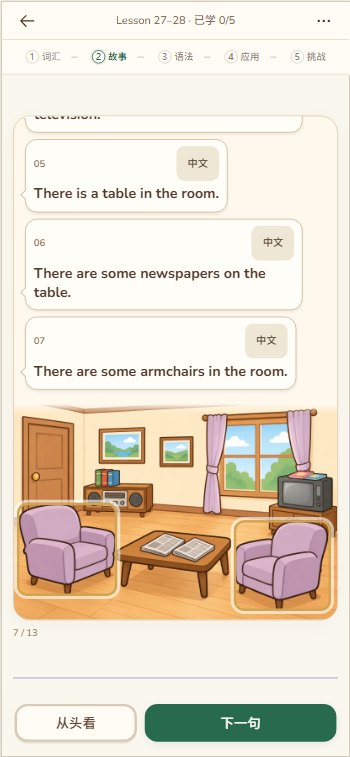 Lesson 27–28 · 已学 0/5
1 词汇 – 2 故事 – 3 语法 – 4 应用 – 5 挑战
television.
05
中文
There is a table in the room.
06
中文
There are some newspapers on the
table.
07
中文
There are some armchairs in the room.
7 / 13
从头看
下一句